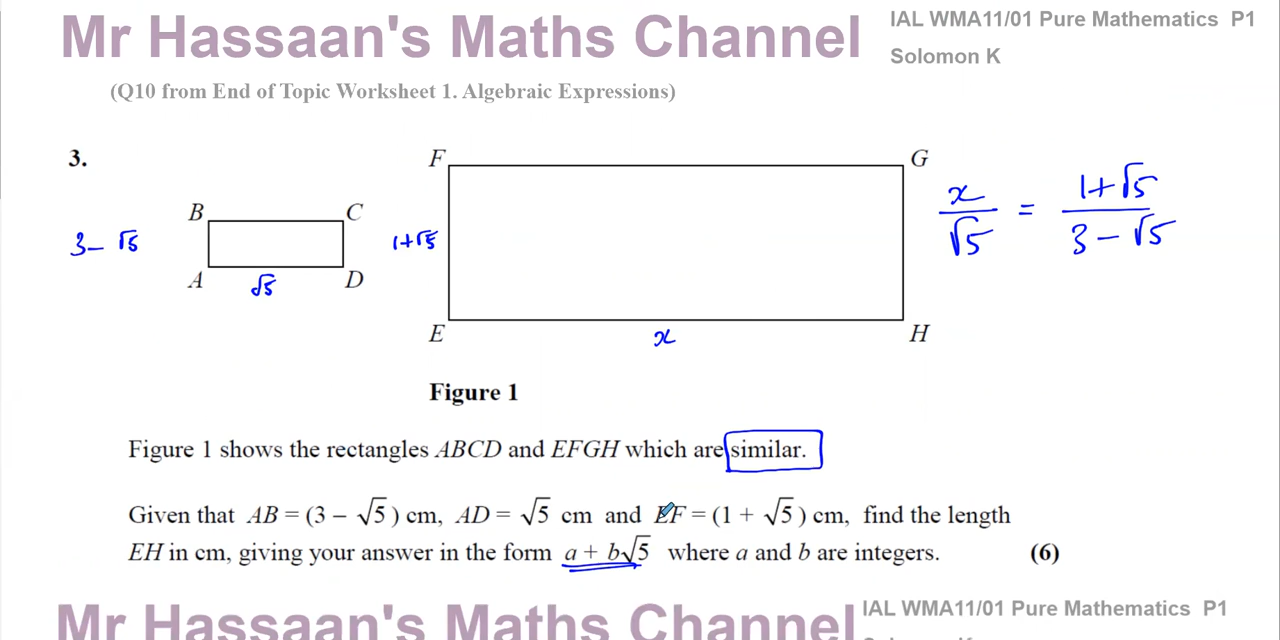 Mr Hassaan's Maths Channel
IAL WMA11/01 Pure Mathematics P1
Solomon K
(Q10 from End of Topic Worksheet 1. Algebraic Expressions)
3.
F
G
B
C
3 - √5
1+√5
A
D
√5
E
H
x
x/√5 = (1+√5)/(3-√5)
Figure 1
Figure 1 shows the rectangles ABCD and EFGH which are similar.
Given that AB = (3 − √5) cm, AD = √5 cm and EF = (1 + √5) cm, find the length
EH in cm, giving your answer in the form a + b√5 where a and b are integers. (6)
Mr Hassaan's Maths Channel
IAL WMA11/01 Pure Mathematics P1